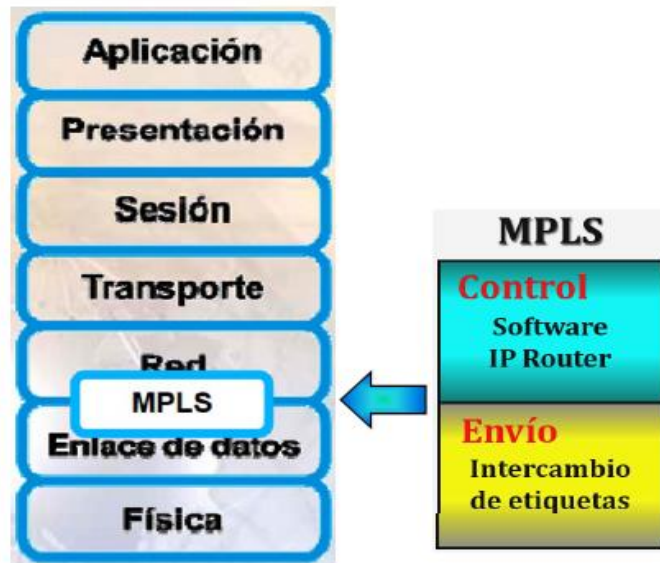 Aplicación
Presentación
Sesión
Transporte
Red
MPLS
Enlace de datos
Física
MPLS
Control
Software
IP Router
Envío
Intercambio
de etiquetas